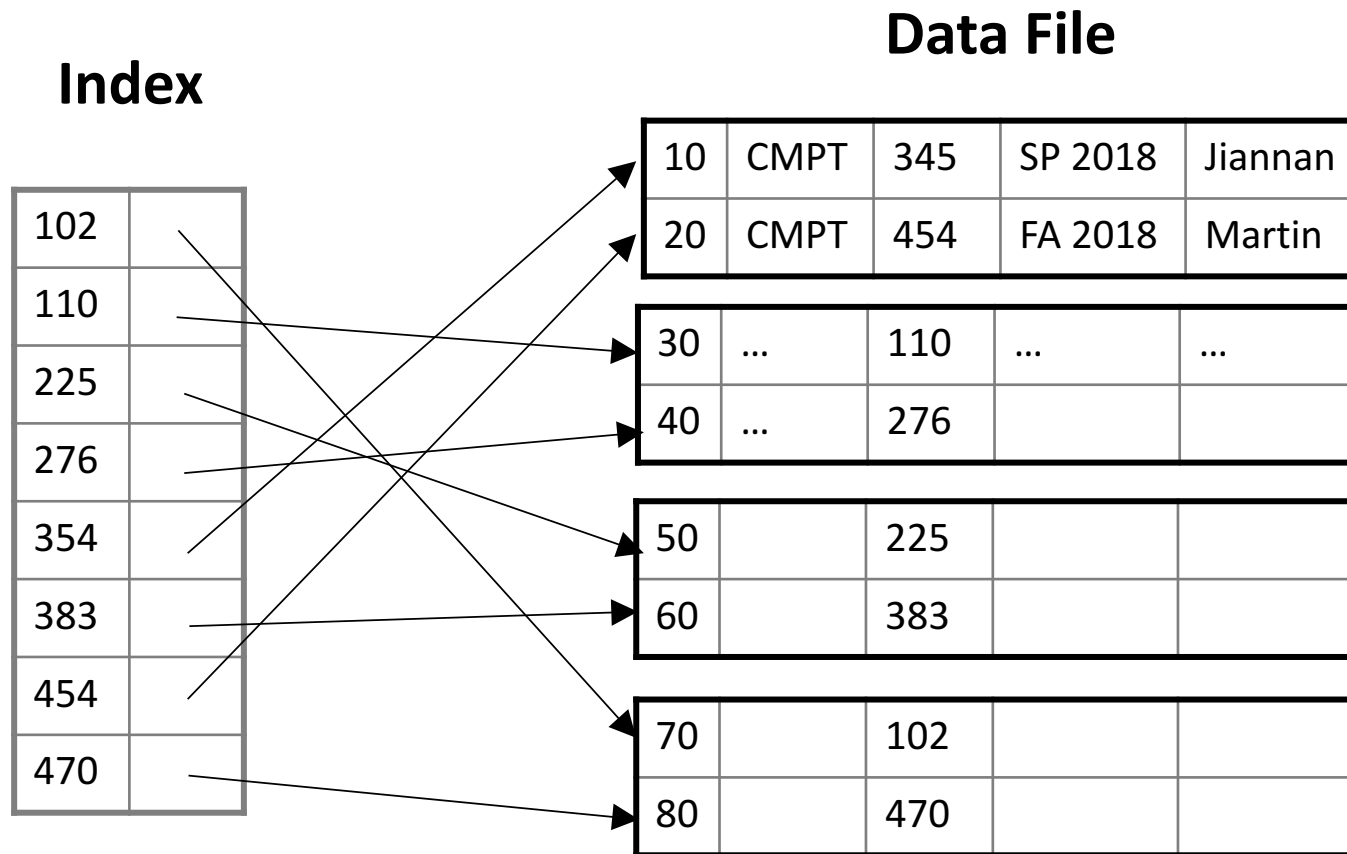 Data File
Index
102
110
225
276
354
383
454
470
10 CMPT 345 SP 2018 Jiannan
20 CMPT 454 FA 2018 Martin
30 ... 110 ... ...
40 ... 276
50 225
60 383
70 102
80 470